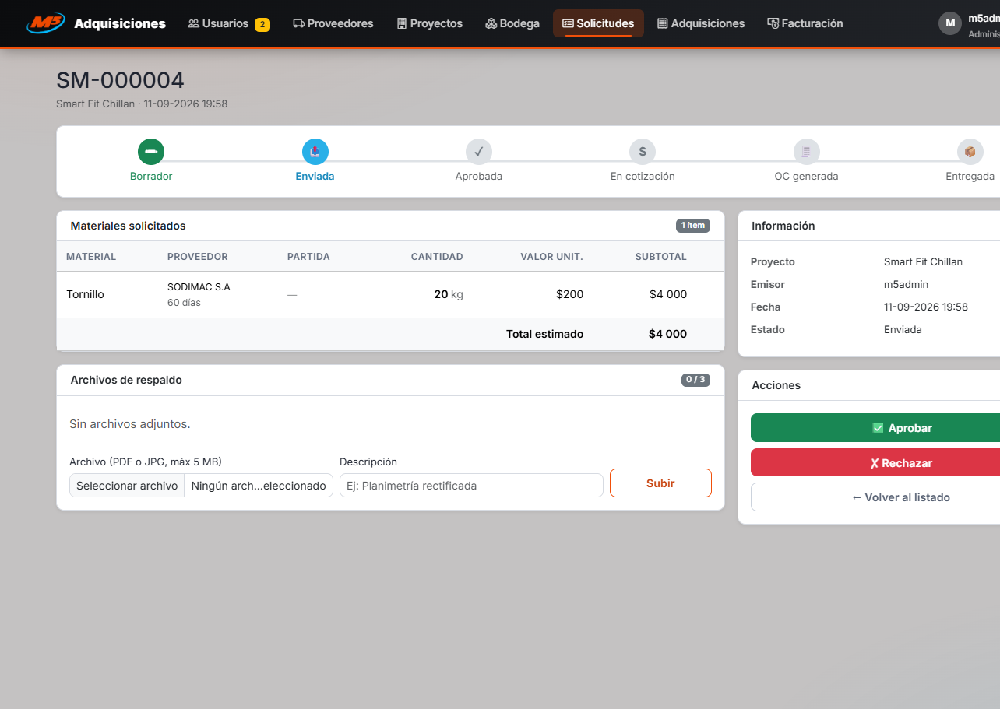 M5 Adquisiciones Usuarios 2 Proveedores Proyectos Bodega Solicitudes Adquisiciones Facturación M m5adm
Adminis
SM-000004
Smart Fit Chillan · 11-09-2026 19:58
✓ $
Borrador Enviada Aprobada En cotización OC generada Entregada
Materiales solicitados 1 ítem
MATERIAL PROVEEDOR PARTIDA CANTIDAD VALOR UNIT. SUBTOTAL
Tornillo SODIMAC S.A — 20 kg $200 $4 000
60 días
Total estimado $4 000
Archivos de respaldo 0 / 3
Sin archivos adjuntos.
Archivo (PDF o JPG, máx 5 MB) Descripción
Seleccionar archivo Ningún arch...eleccionado Ej: Planimetría rectificada Subir
Información
Proyecto Smart Fit Chillan
Emisor m5admin
Fecha 11-09-2026 19:58
Estado Enviada
Acciones
✅ Aprobar
✗ Rechazar
← Volver al listado